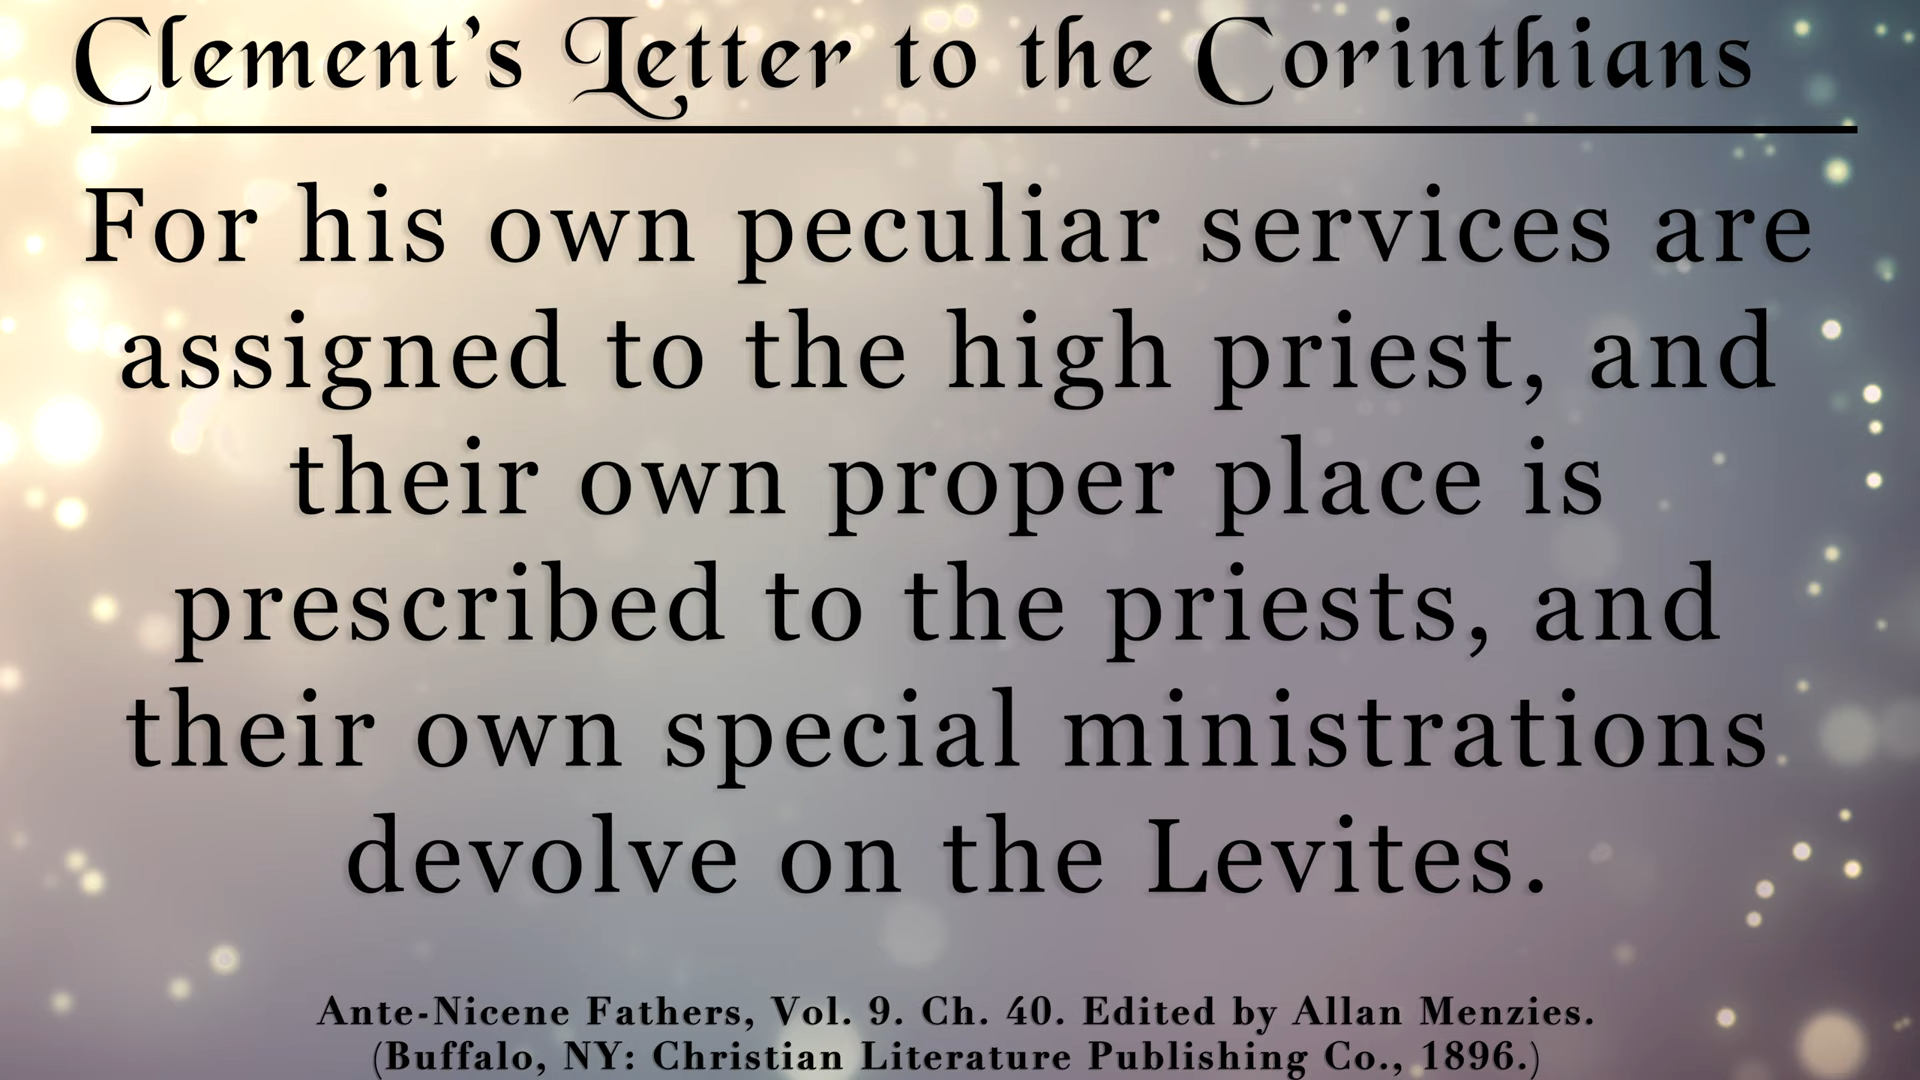 Clement's Letter to the Corinthians
For his own peculiar services are
assigned to the high priest, and
their own proper place is
prescribed to the priests, and
their own special ministrations
devolve on the Levites.
Ante-Nicene Fathers, Vol. 9. Ch. 40. Edited by Allan Menzies.
(Buffalo, NY: Christian Literature Publishing Co., 1896.)